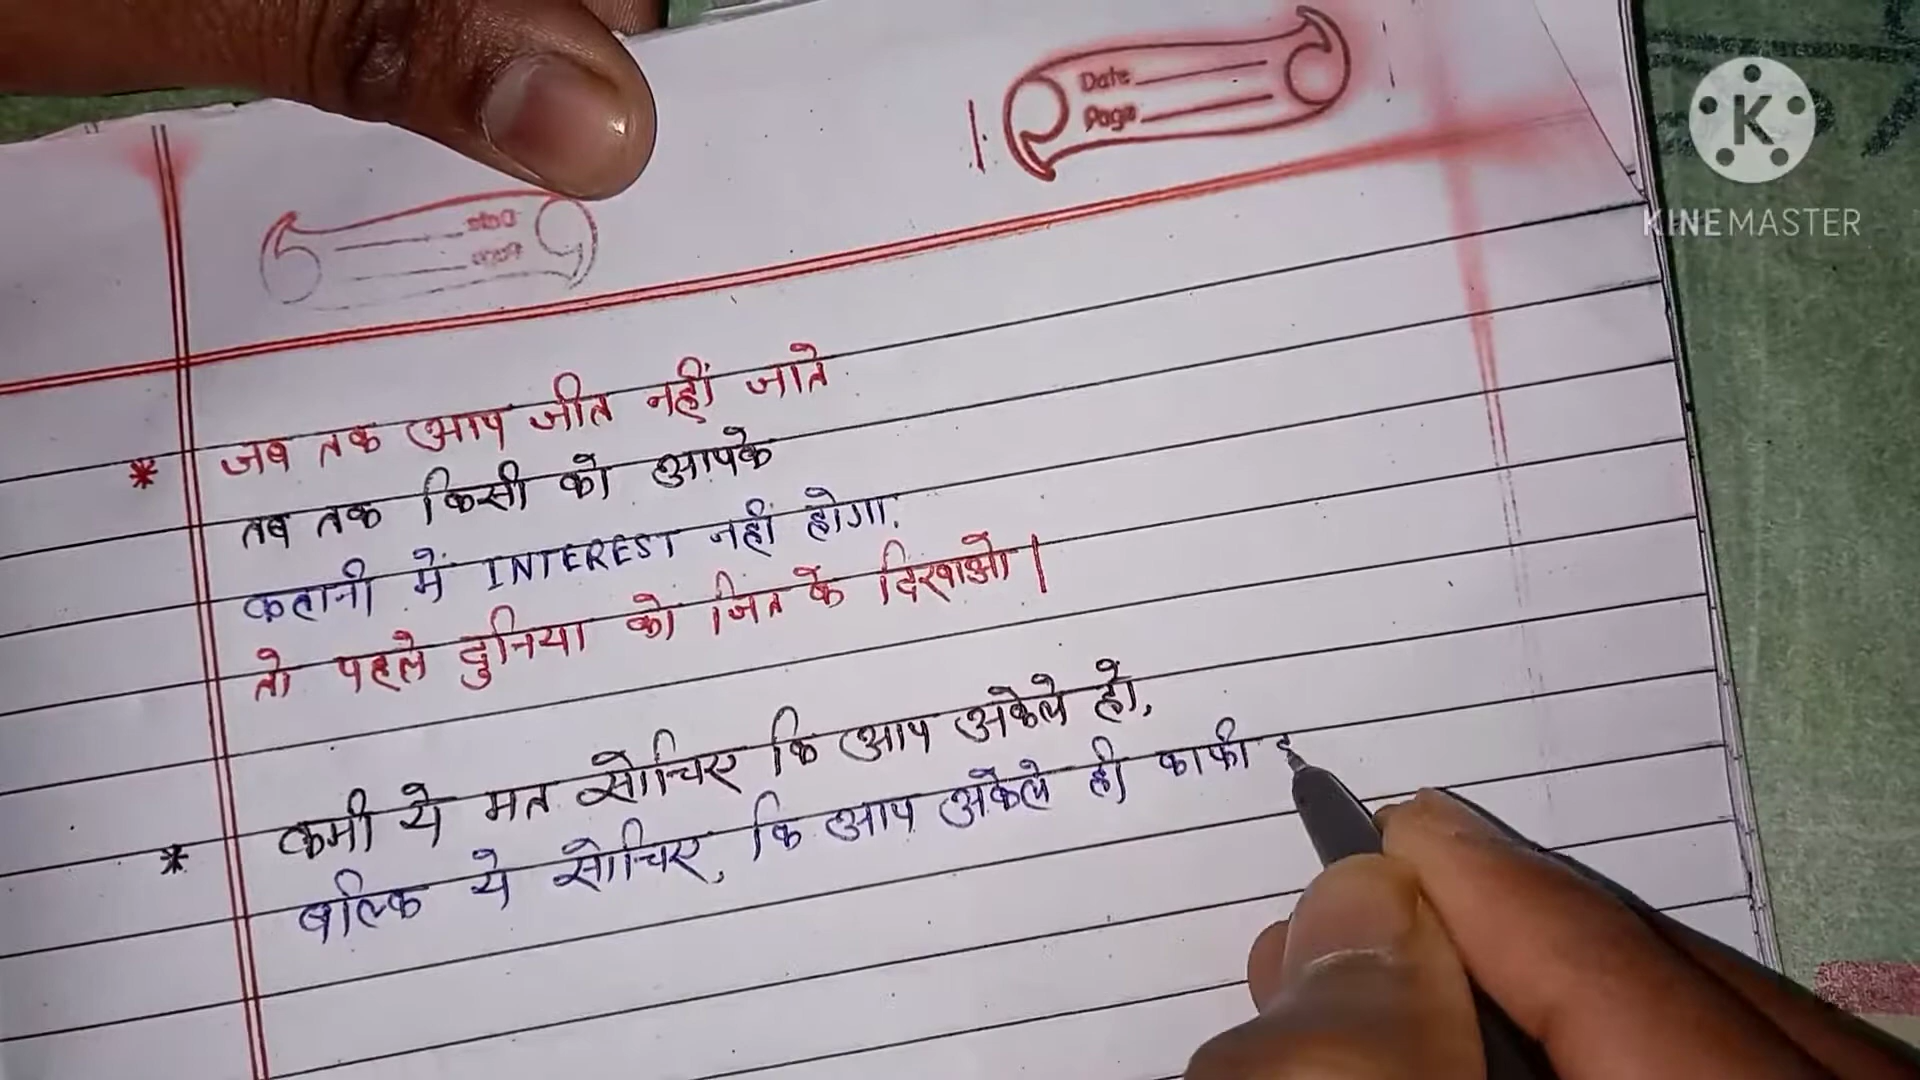 Date
Page
KINEMASTER
* जब तक आप जीत नहीं जाते
तब तक किसी को आपके
कहानी में INTEREST नहीं होगा.
तो पहले दुनिया को जित के दिखाओ |
* कभी ये मत सोचिए कि आप अकेले हो,
बल्कि ये सोचिए, कि आप अकेले ही काफी